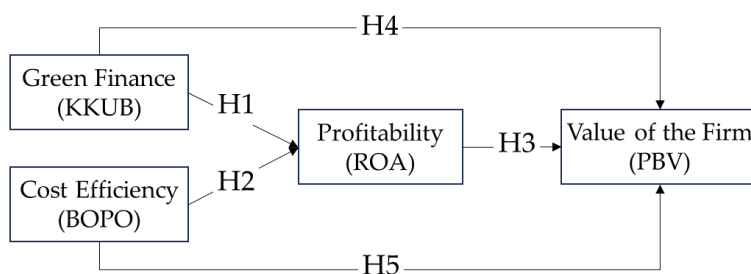 H4
Green Finance
(KKUB)
H1
Profitability
(ROA)
H3
Value of the Firm
(PBV)
Cost Efficiency
(BOPO)
H2
H5